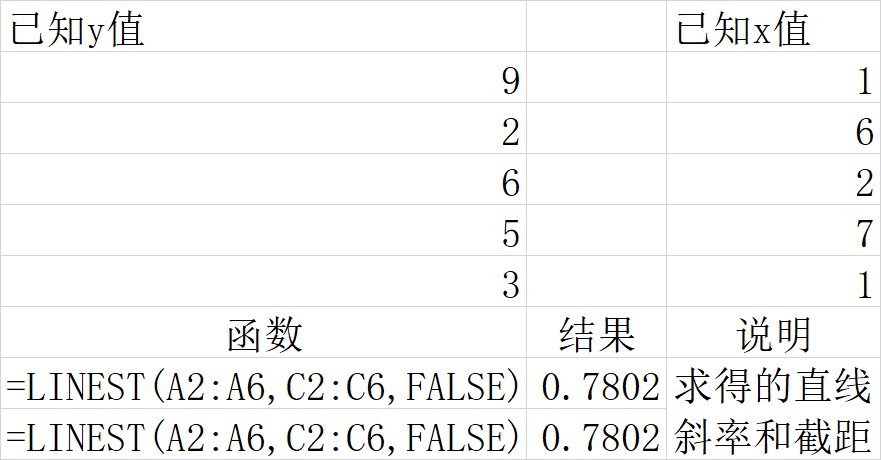 已知y值 已知x值
9 1
2 6
6 2
5 7
3 1
函数 结果 说明
=LINEST(A2:A6,C2:C6,FALSE) 0.7802 求得的直线
=LINEST(A2:A6,C2:C6,FALSE) 0.7802 斜率和截距